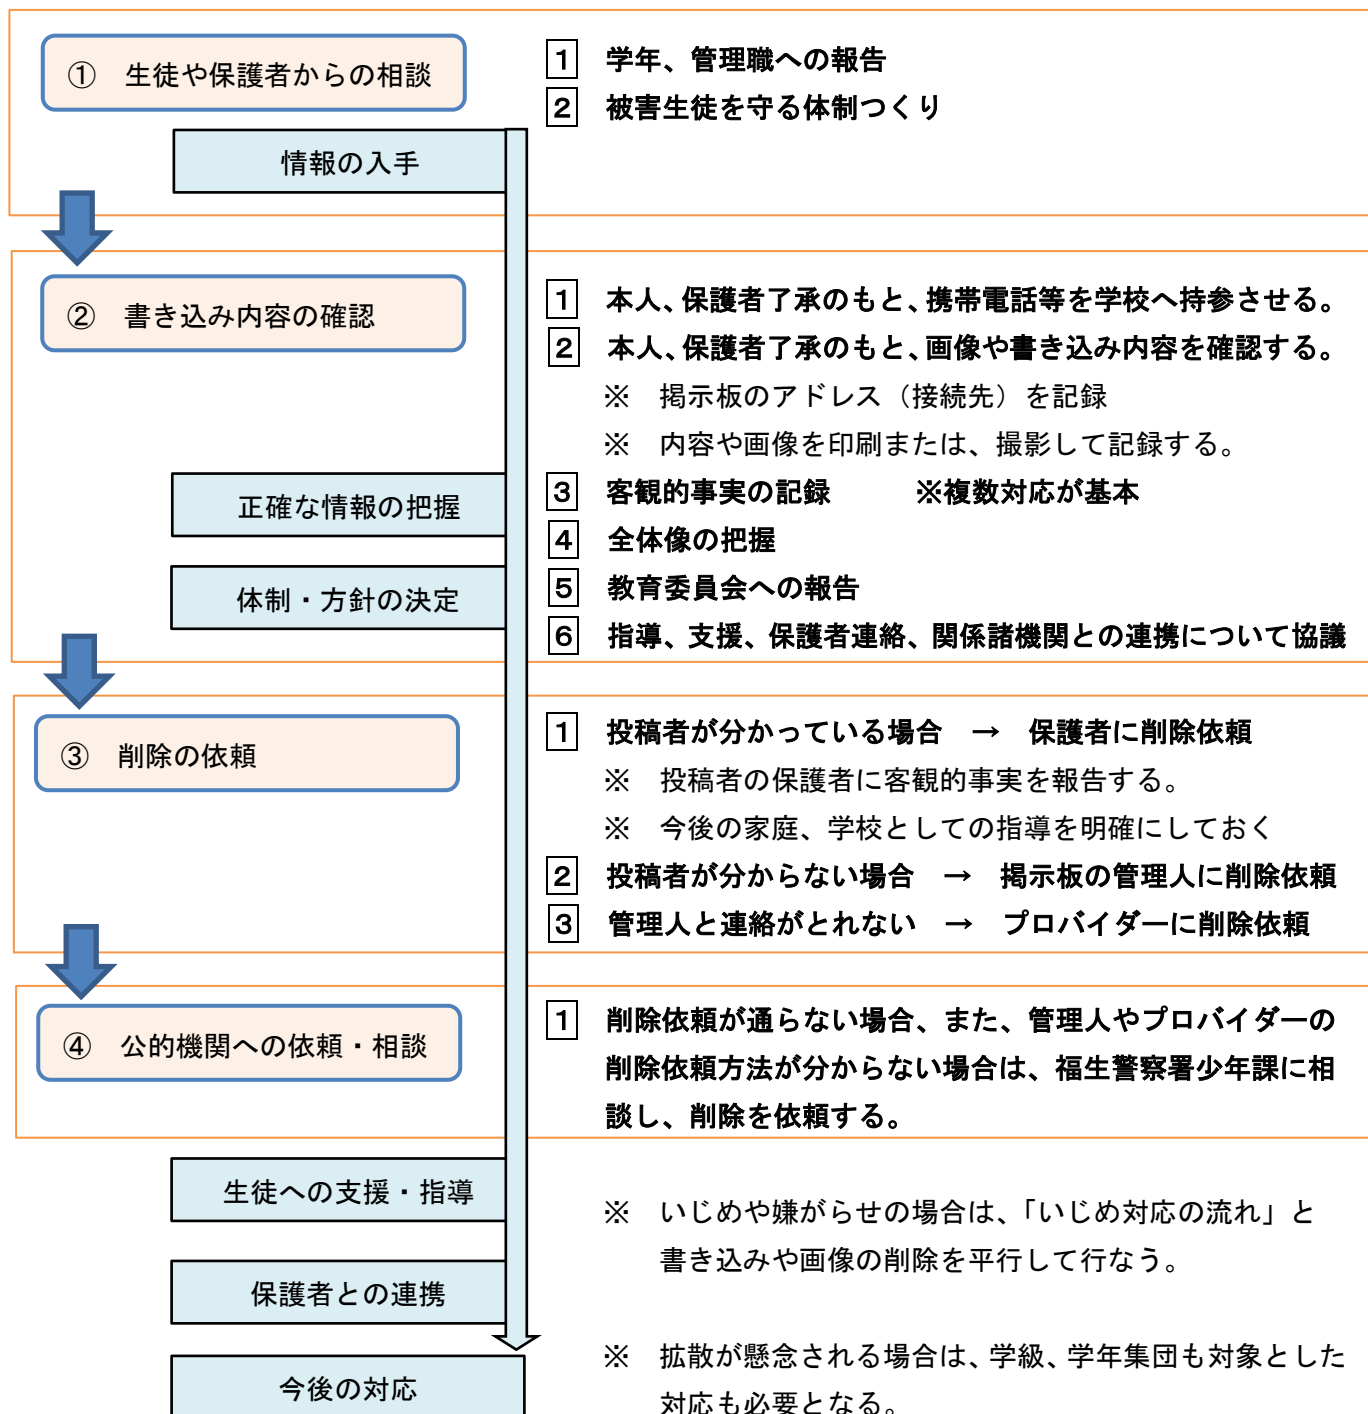 ① 生徒や保護者からの相談
1 学年、管理職への報告
2 被害生徒を守る体制つくり
情報の入手
② 書き込み内容の確認
1 本人、保護者了承のもと、携帯電話等を学校へ持参させる。
2 本人、保護者了承のもと、画像や書き込み内容を確認する。
※ 掲示板のアドレス（接続先）を記録
※ 内容や画像を印刷または、撮影して記録する。
正確な情報の把握
3 客観的事実の記録 ※複数対応が基本
4 全体像の把握
体制・方針の決定
5 教育委員会への報告
6 指導、支援、保護者連絡、関係諸機関との連携について協議
③ 削除の依頼
1 投稿者が分かっている場合 → 保護者に削除依頼
※ 投稿者の保護者に客観的事実を報告する。
※ 今後の家庭、学校としての指導を明確にしておく
2 投稿者が分からない場合 → 掲示板の管理人に削除依頼
3 管理人と連絡がとれない → プロバイダーに削除依頼
④ 公的機関への依頼・相談
1 削除依頼が通らない場合、また、管理人やプロバイダーの
削除依頼方法が分からない場合は、福生警察署少年課に相
談し、削除を依頼する。
生徒への支援・指導
※ いじめや嫌がらせの場合は、「いじめ対応の流れ」と
書き込みや画像の削除を平行して行なう。
保護者との連携
今後の対応
※ 拡散が懸念される場合は、学級、学年集団も対象とした
対応も必要となる。